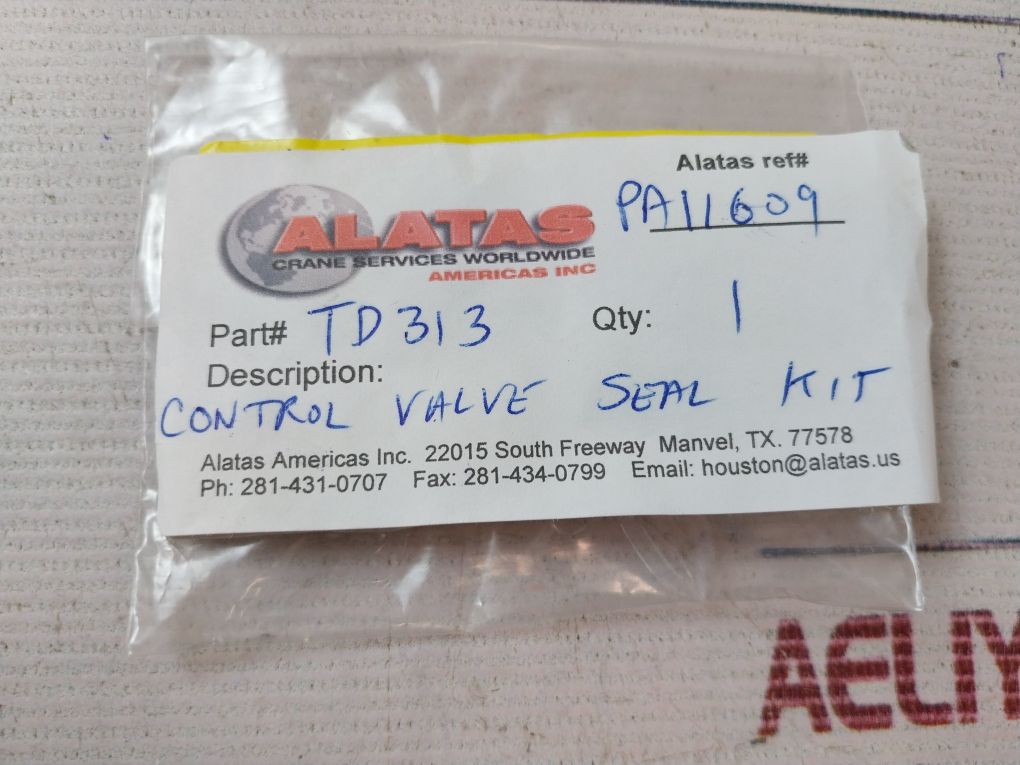 Alatas ref#
PA11609
ALATAS
CRANE SERVICES WORLDWIDE
AMERICAS INC
Part# TD313 Qty: 1
Description:
CONTROL VALVE SEAL KIT
Alatas Americas Inc. 22015 South Freeway Manvel, TX. 77578
Ph: 281-431-0707 Fax: 281-434-0799 Email: houston@alatas.us